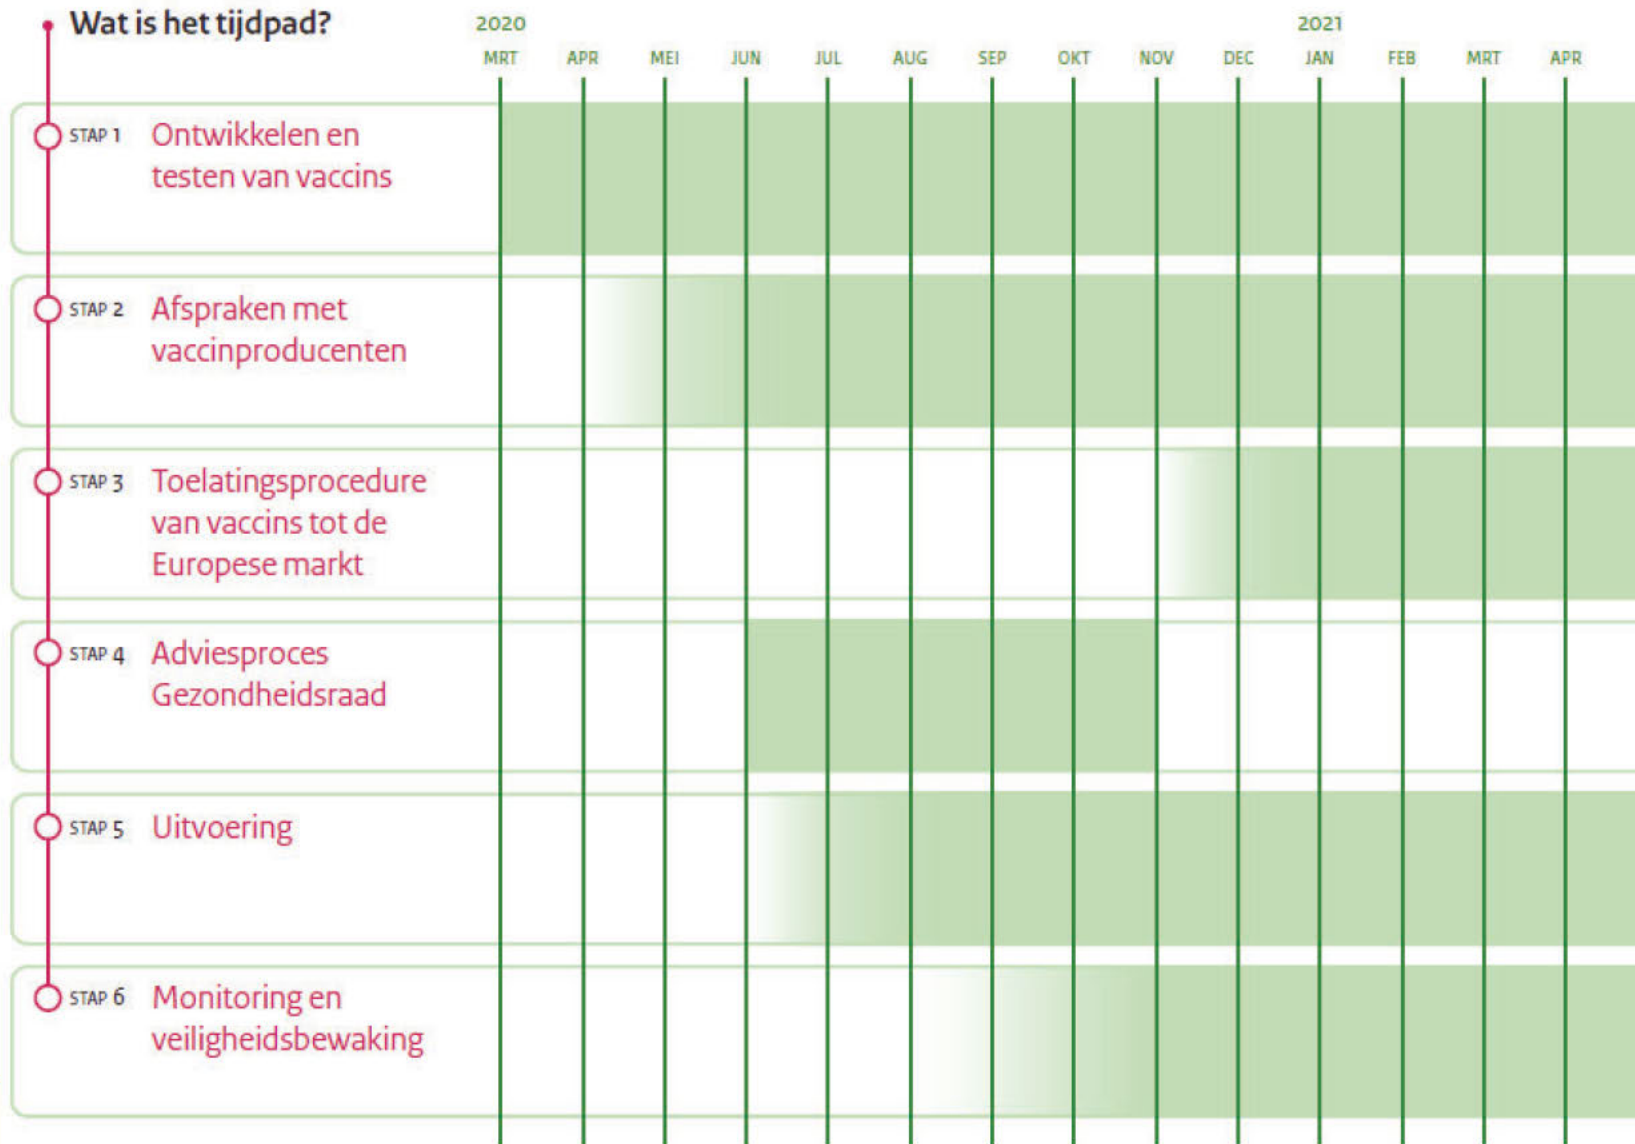 Wat is het tijdpad?
2020 2021
MRT APR MEI JUN JUL AUG SEP OKT NOV DEC JAN FEB MRT APR
STAP 1 Ontwikkelen en
testen van vaccins
STAP 2 Afspraken met
vaccinproducenten
STAP 3 Toelatingsprocedure
van vaccins tot de
Europese markt
STAP 4 Adviesproces
Gezondheidsraad
STAP 5 Uitvoering
STAP 6 Monitoring en
veiligheidsbewaking